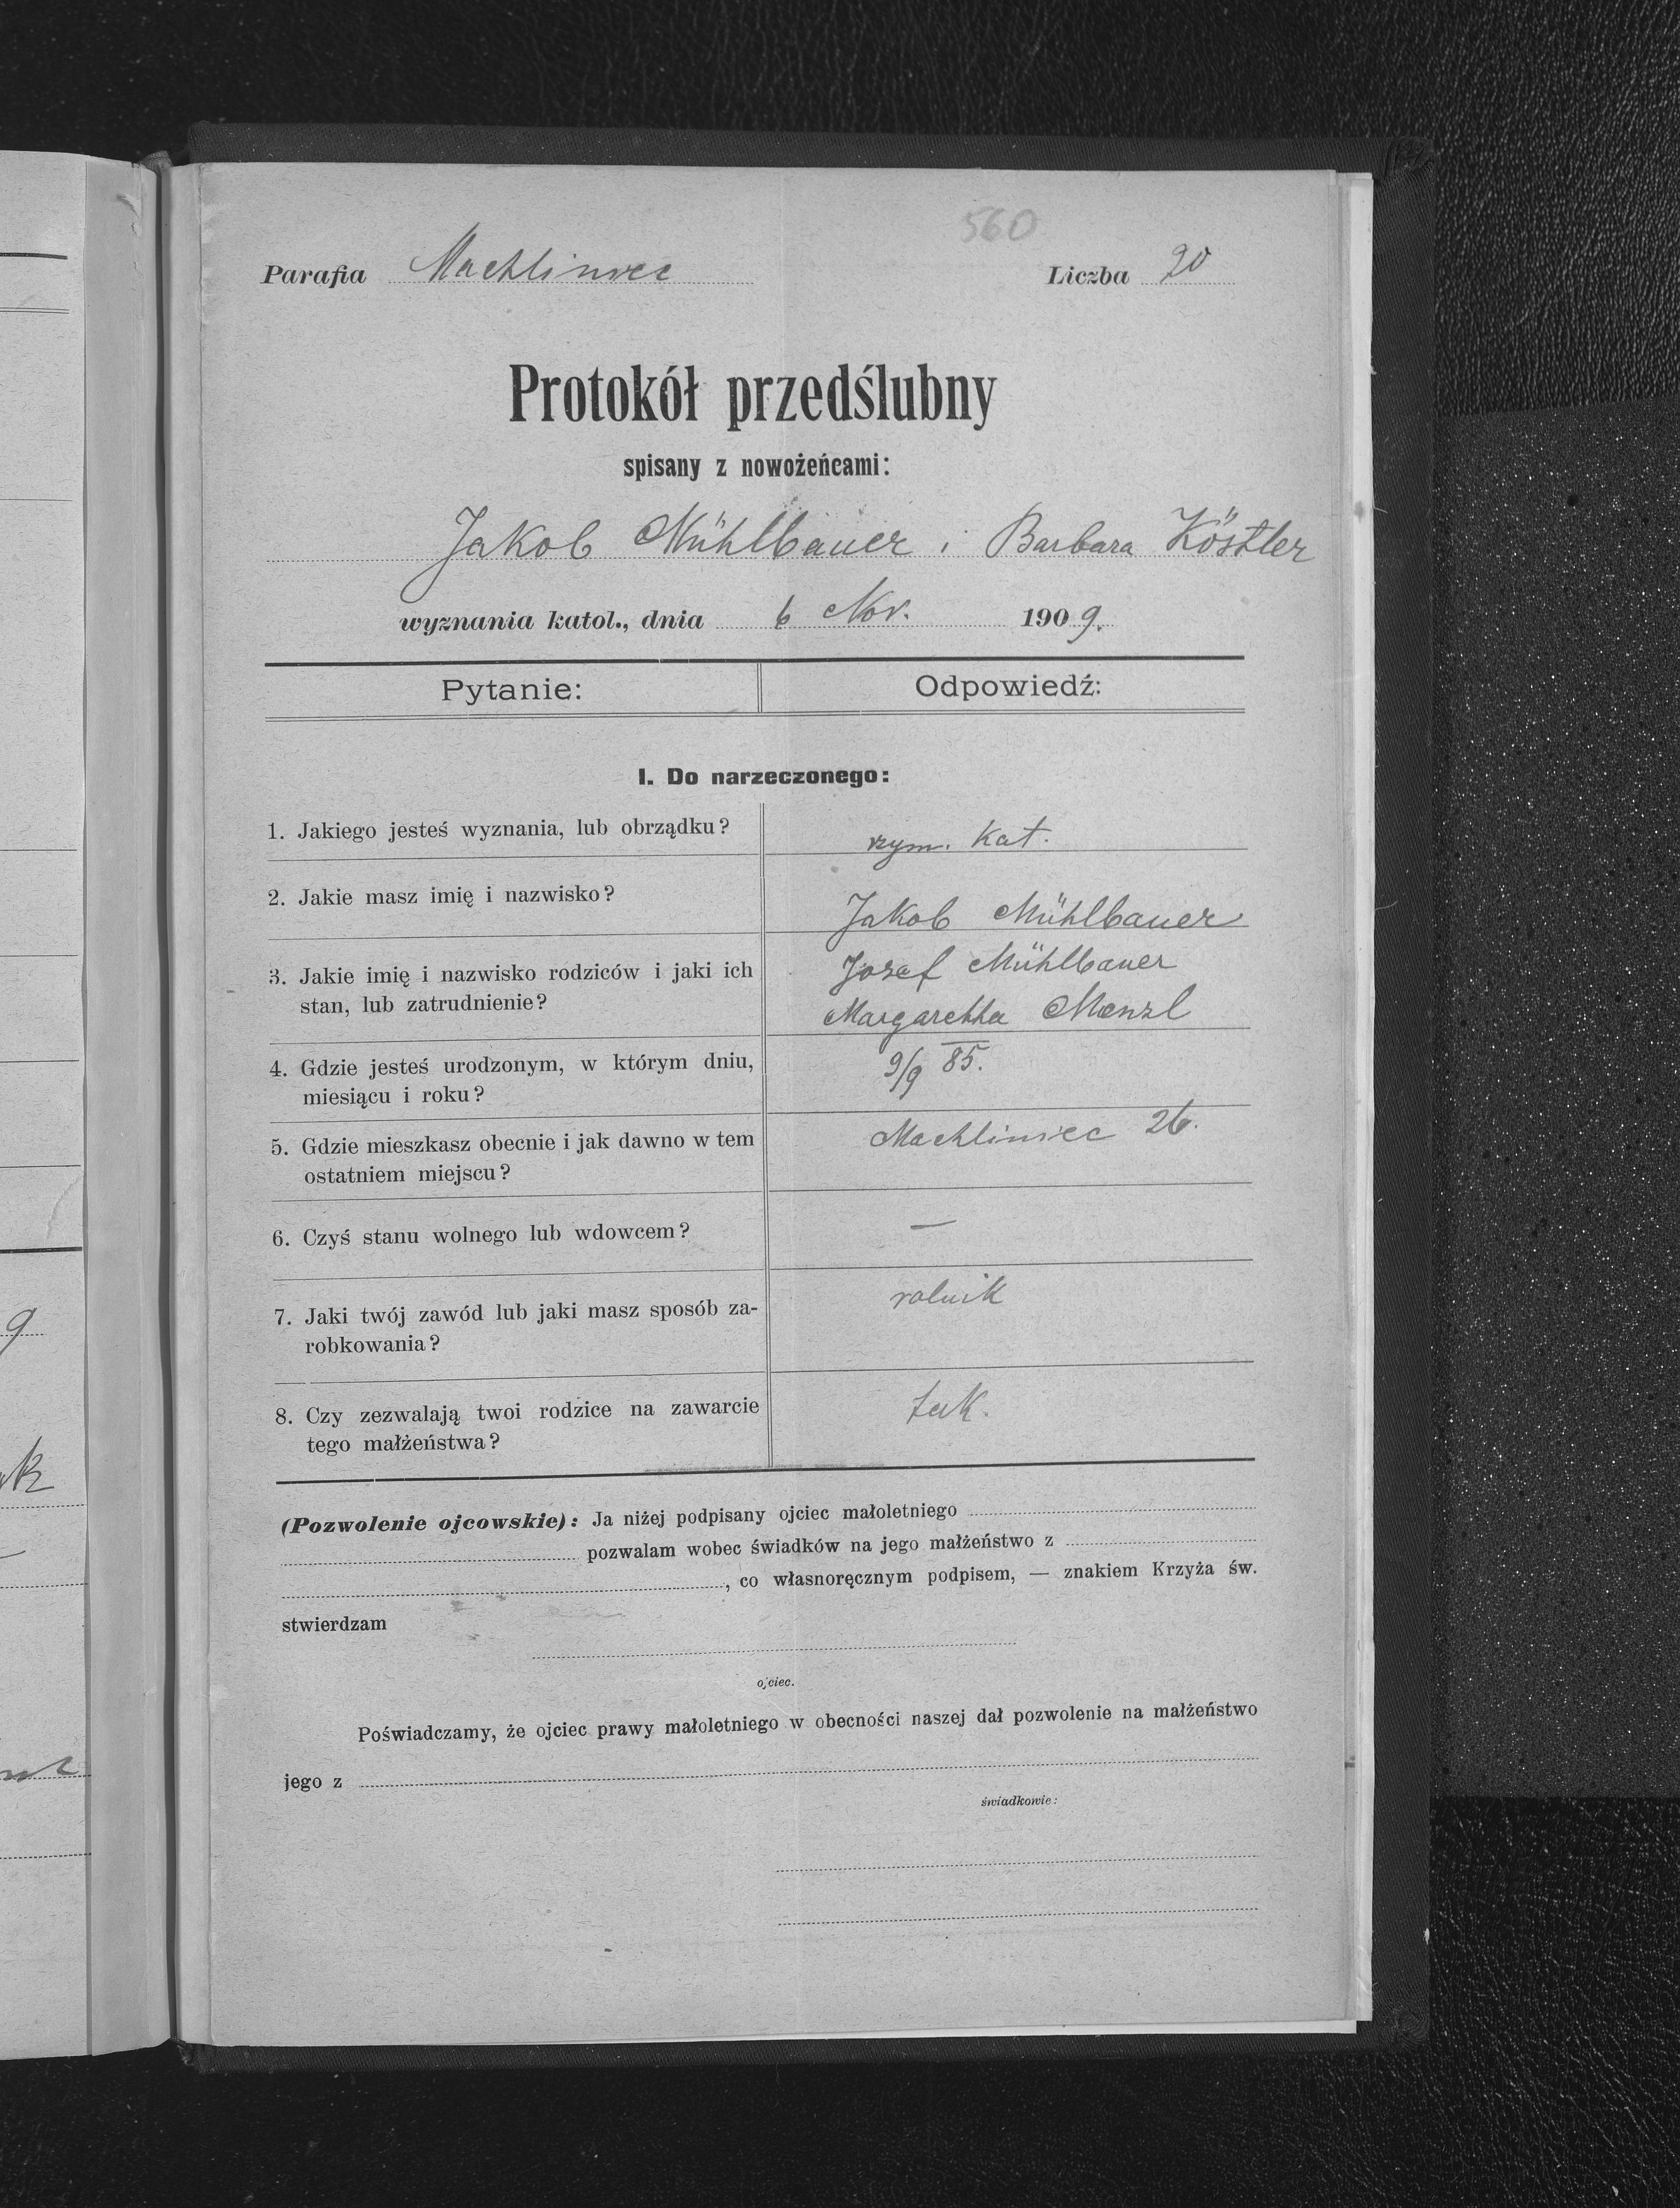 560
Parafia Machliniec Liczba 20
Protokół przedślubny
spisany z nowożeńcami:
Jakob Mühlbauer i Barbara Köstler
wyznania katol., dnia 6 Nov. 1909.
Pytanie: Odpowiedź:
I. Do narzeczonego:
1. Jakiego jesteś wyznania, lub obrządku? rzym. Kat.
2. Jakie masz imię i nazwisko? Jakob Mühlbauer
3. Jakie imię i nazwisko rodziców i jaki ich Josef Mühlbauer
stan, lub zatrudnienie? Margaretha Menzl
4. Gdzie jesteś urodzonym, w którym dniu, 9/9 85.
miesiącu i roku?
5. Gdzie mieszkasz obecnie i jak dawno w tem Machliniec 26.
ostatniem miejscu?
6. Czyś stanu wolnego lub wdowcem? —
7. Jaki twój zawód lub jaki masz sposób za- rolnik
robkowania?
8. Czy zezwalają twoi rodzice na zawarcie tak.
tego małżeństwa?
(Pozwolenie ojcowskie): Ja niżej podpisany ojciec małoletniego
pozwalam wobec świadków na jego małżeństwo z
, co własnoręcznym podpisem, — znakiem Krzyża św.
stwierdzam
ojciec.
Poświadczamy, że ojciec prawy małoletniego w obecności naszej dał pozwolenie na małżeństwo
jego z
świadkowie: